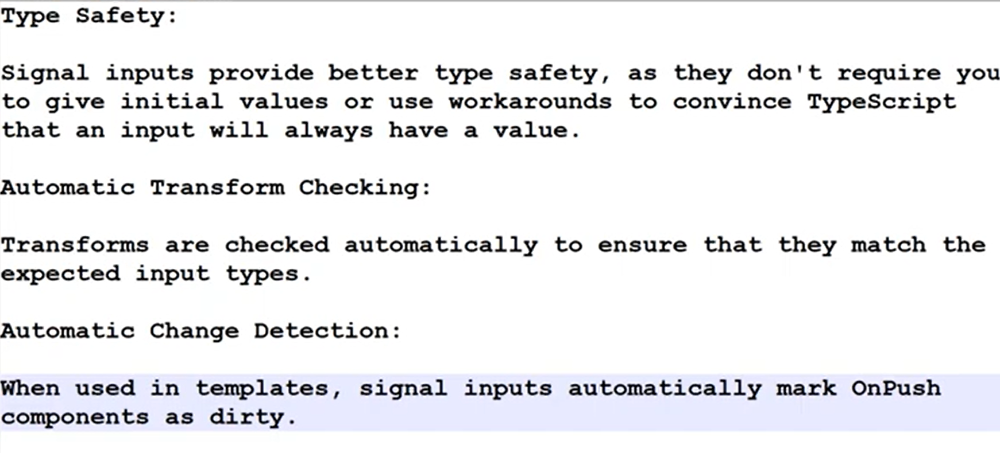 Type Safety:
Signal inputs provide better type safety, as they don't require you
to give initial values or use workarounds to convince TypeScript
that an input will always have a value.
Automatic Transform Checking:
Transforms are checked automatically to ensure that they match the
expected input types.
Automatic Change Detection:
When used in templates, signal inputs automatically mark OnPush
components as dirty.